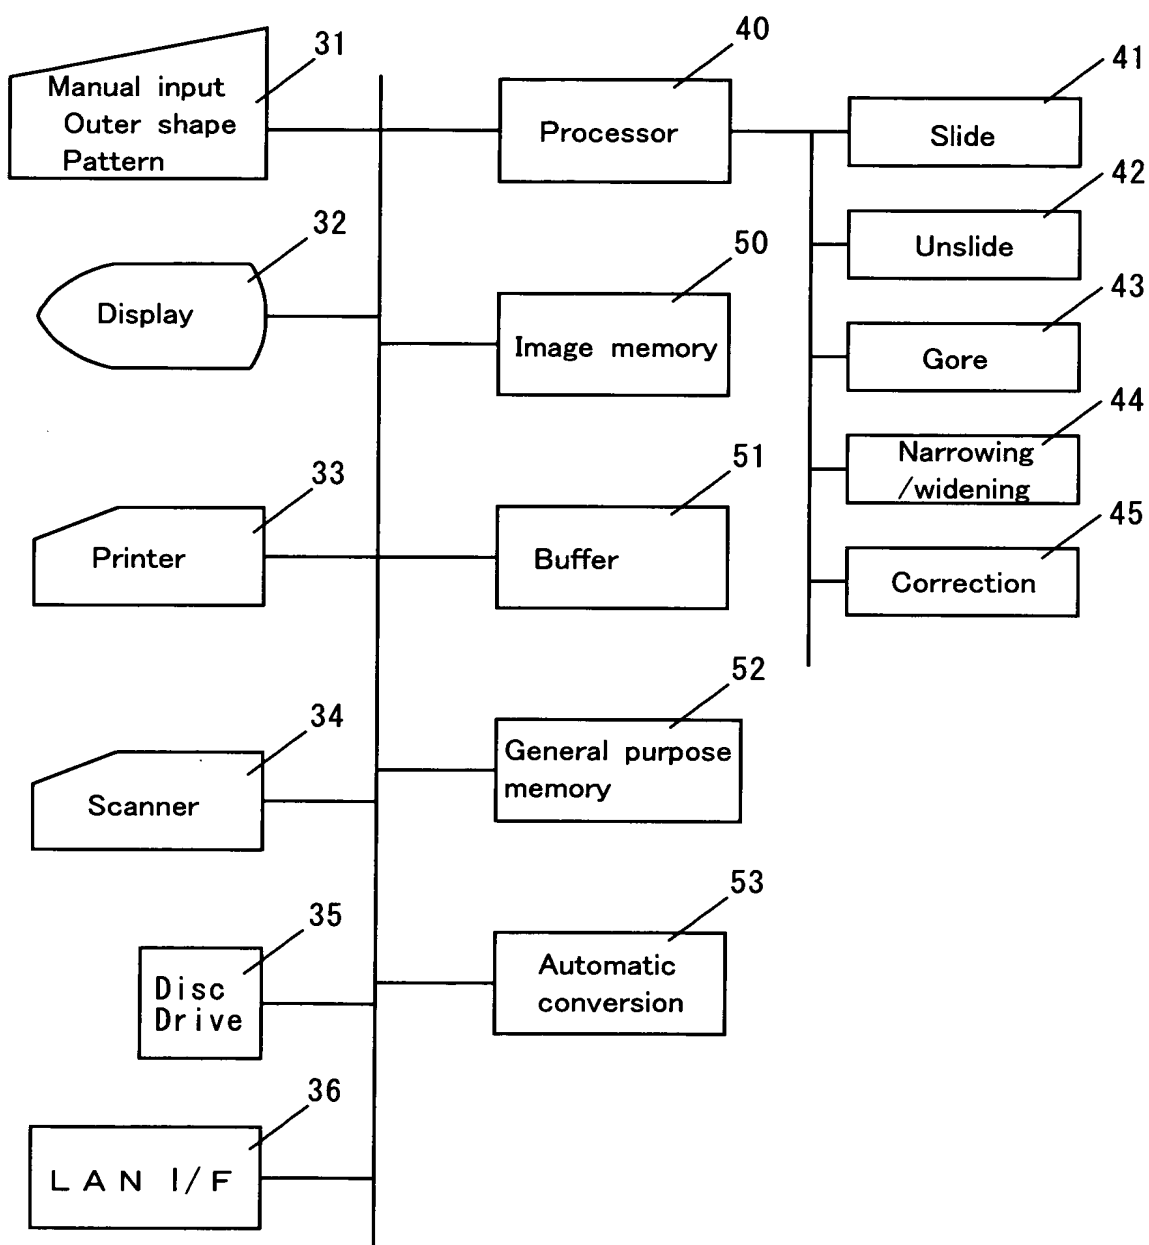 31
Manual input
Outer shape
Pattern
32
Display
33
Printer
34
Scanner
35
Disc
Drive
36
LAN I/F
40
Processor
50
Image memory
51
Buffer
52
General purpose
memory
53
Automatic
conversion
41
Slide
42
Unslide
43
Gore
44
Narrowing
/widening
45
Correction